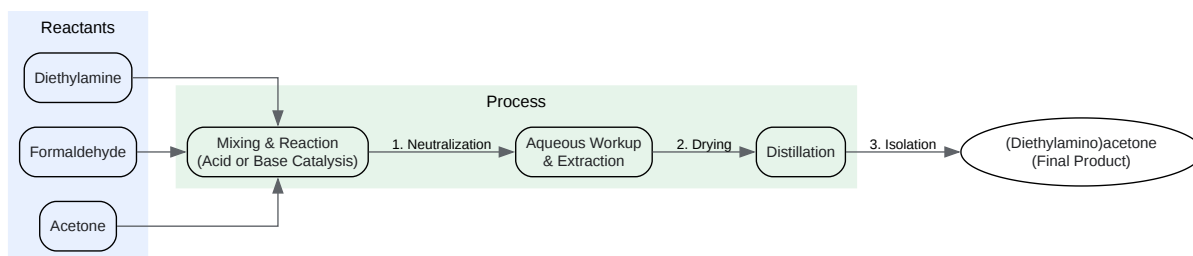 Reactants
Diethylamine
Formaldehyde
Acetone
Process
Mixing & Reaction
(Acid or Base Catalysis)
1. Neutralization
Aqueous Workup
& Extraction
2. Drying
Distillation
3. Isolation
(Diethylamino)acetone
(Final Product)